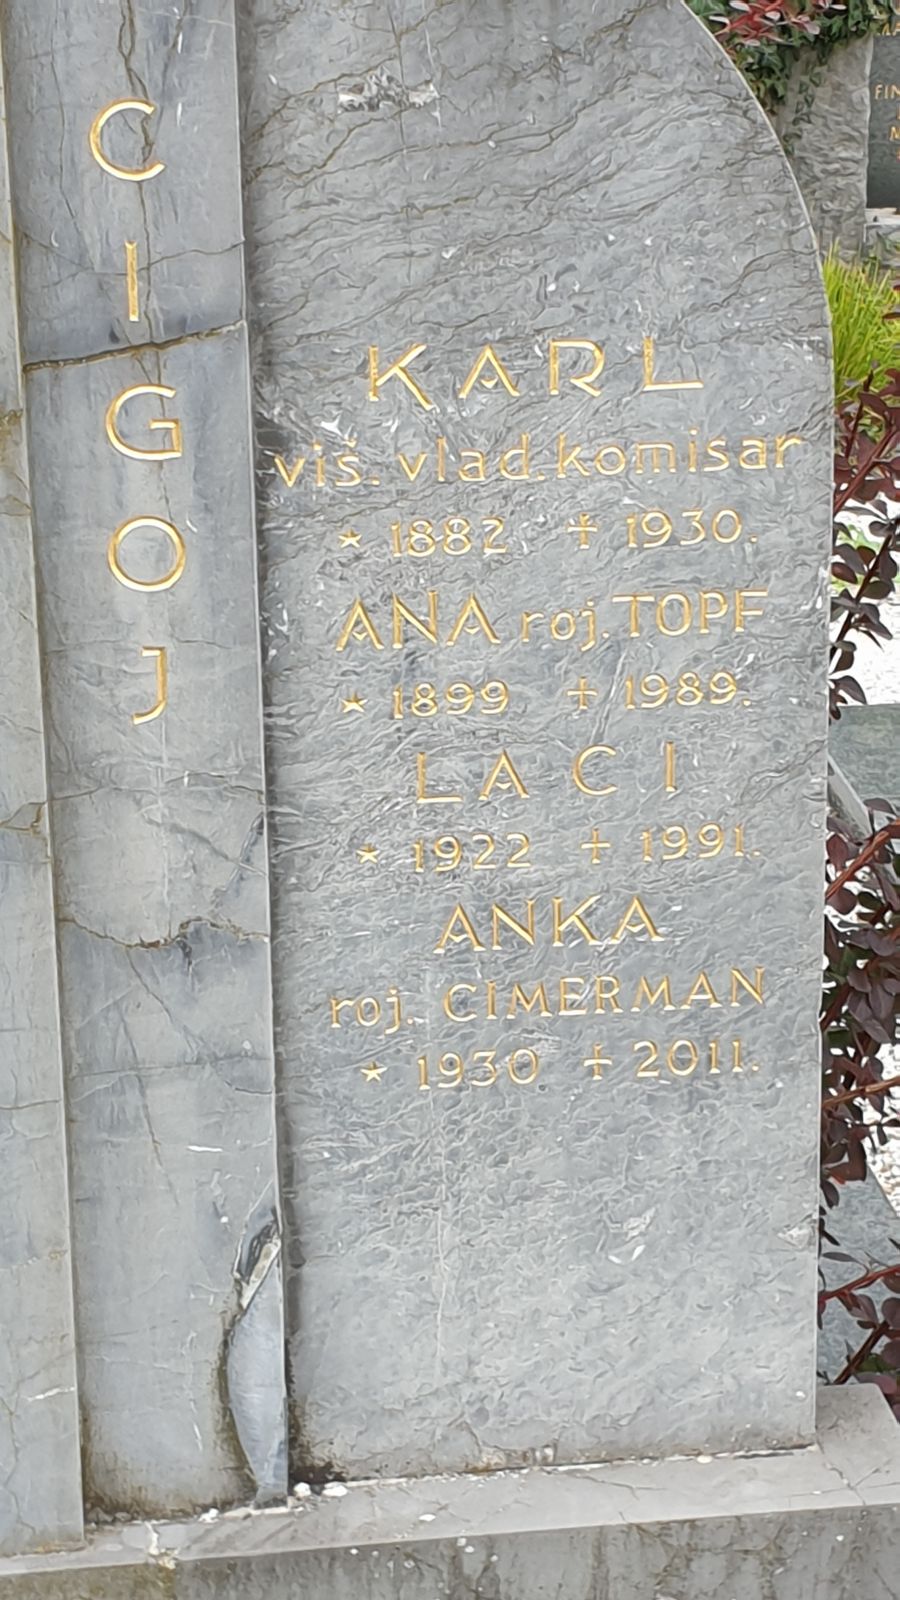 CIGOJ
KARL
viš. vlad. komisar
* 1882 + 1930.
ANA roj. TOPF
* 1899 + 1989.
LACI
* 1922 + 1991.
ANKA
roj. CIMERMAN
* 1930 + 2011.
FIN